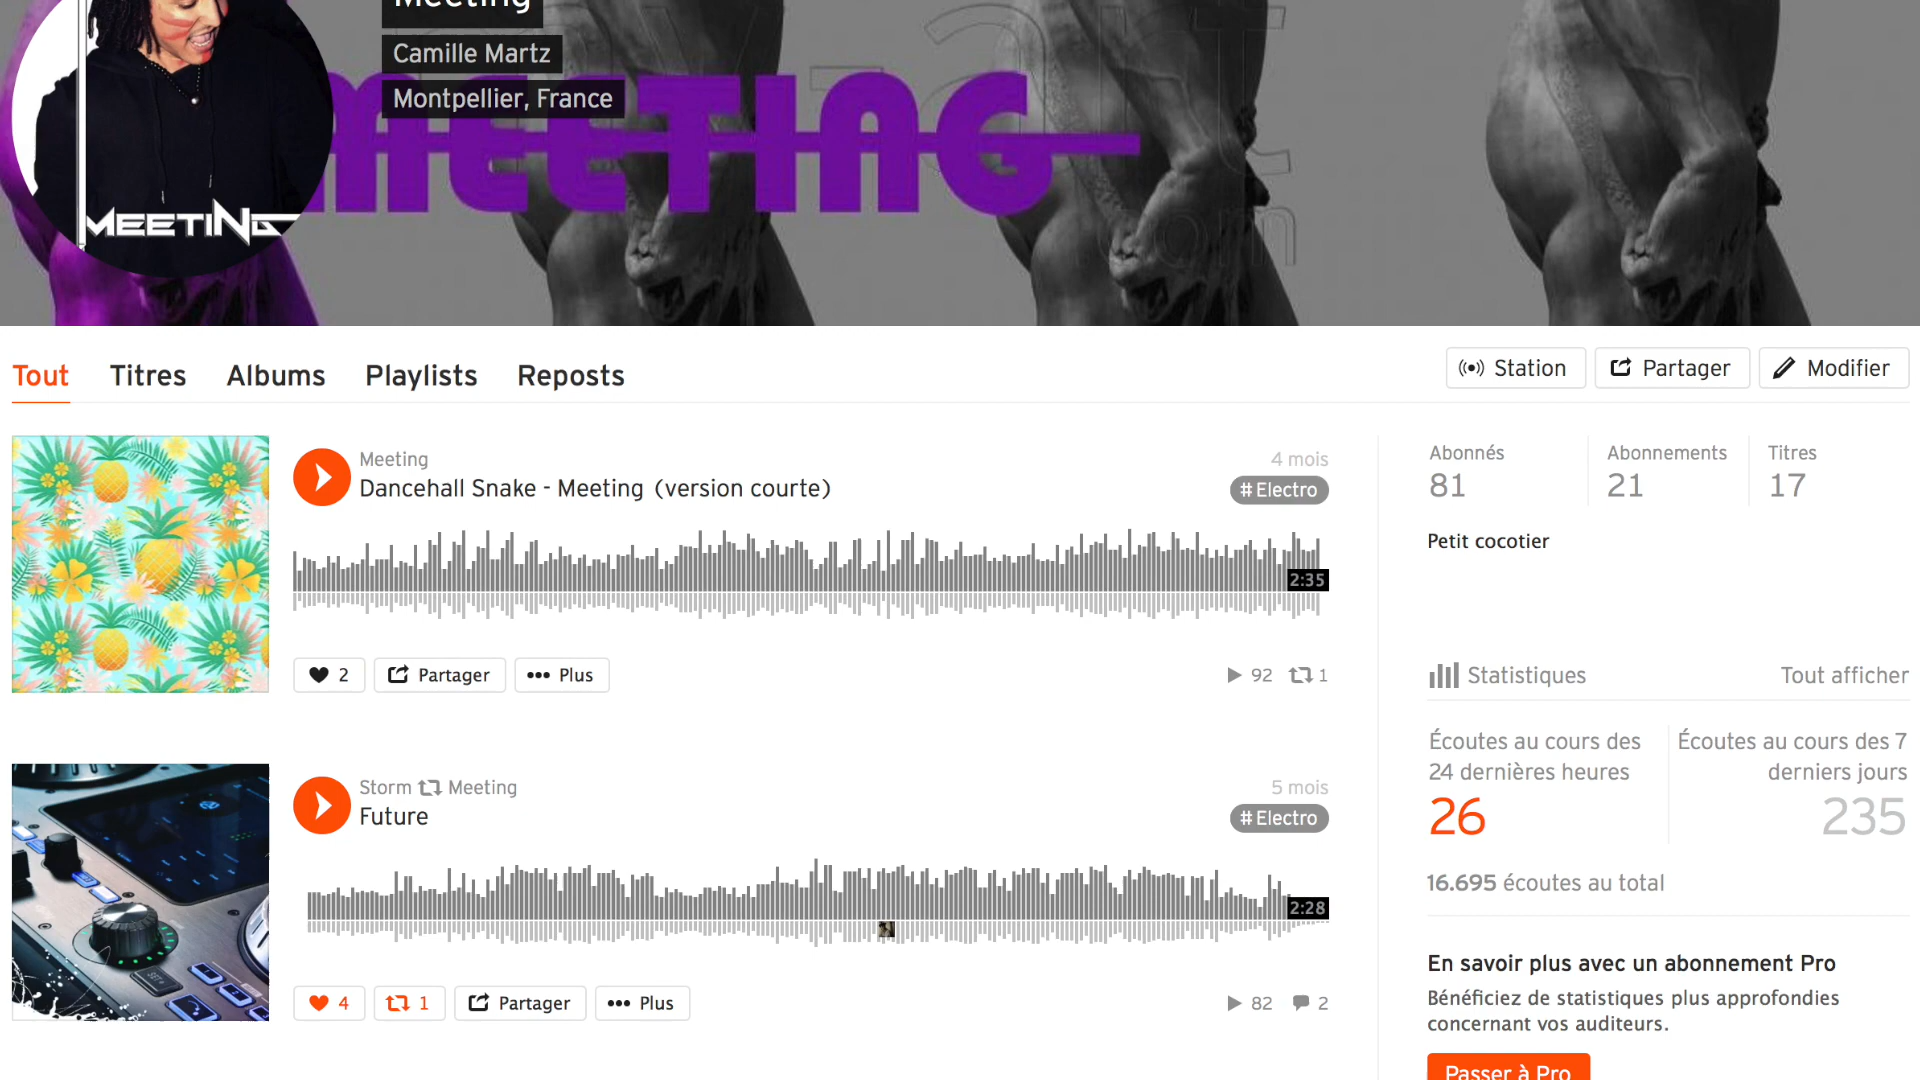 Meeting
Camille Martz
Montpellier, France
MEETING
MEETING
Tout
Titres
Albums
Playlists
Reposts
Station
Partager
Modifier
Meeting
4 mois
Dancehall Snake - Meeting (version courte)
# Electro
2:35
2
Partager
Plus
92
1
Storm Meeting
5 mois
Future
# Electro
2:28
4
1
Partager
Plus
82
2
Abonnés
81
Abonnements
21
Titres
17
Petit cocotier
Statistiques
Tout afficher
Écoutes au cours des
24 dernières heures
26
Écoutes au cours des 7
derniers jours
235
16.695 écoutes au total
En savoir plus avec un abonnement Pro
Bénéficiez de statistiques plus approfondies
concernant vos auditeurs.
Passer à Pro